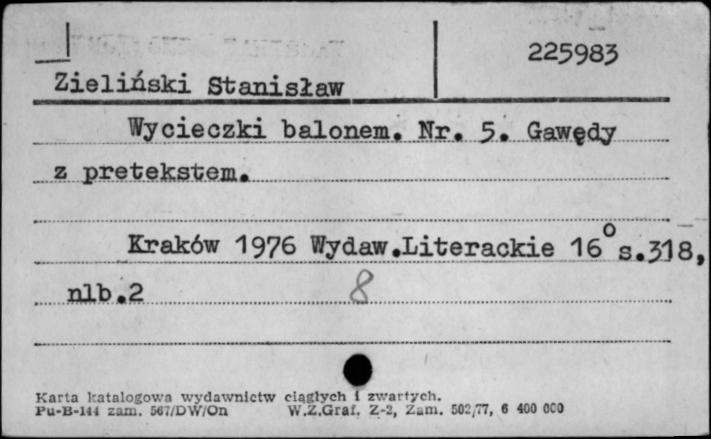 225983
Zieliński Stanisław
Wycieczki balonem. Nr. 5. Gawędy
z pretekstem.
Kraków 1976 Wydaw.Literackie 16° s.318,
nlb.2
8
Karta katalogowa wydawnictw ciągłych i zwartych.
Pu-B-144 zam. 567/DW/On W.Z.Graf. Z-2, Zam. 502/77, 6 400 000